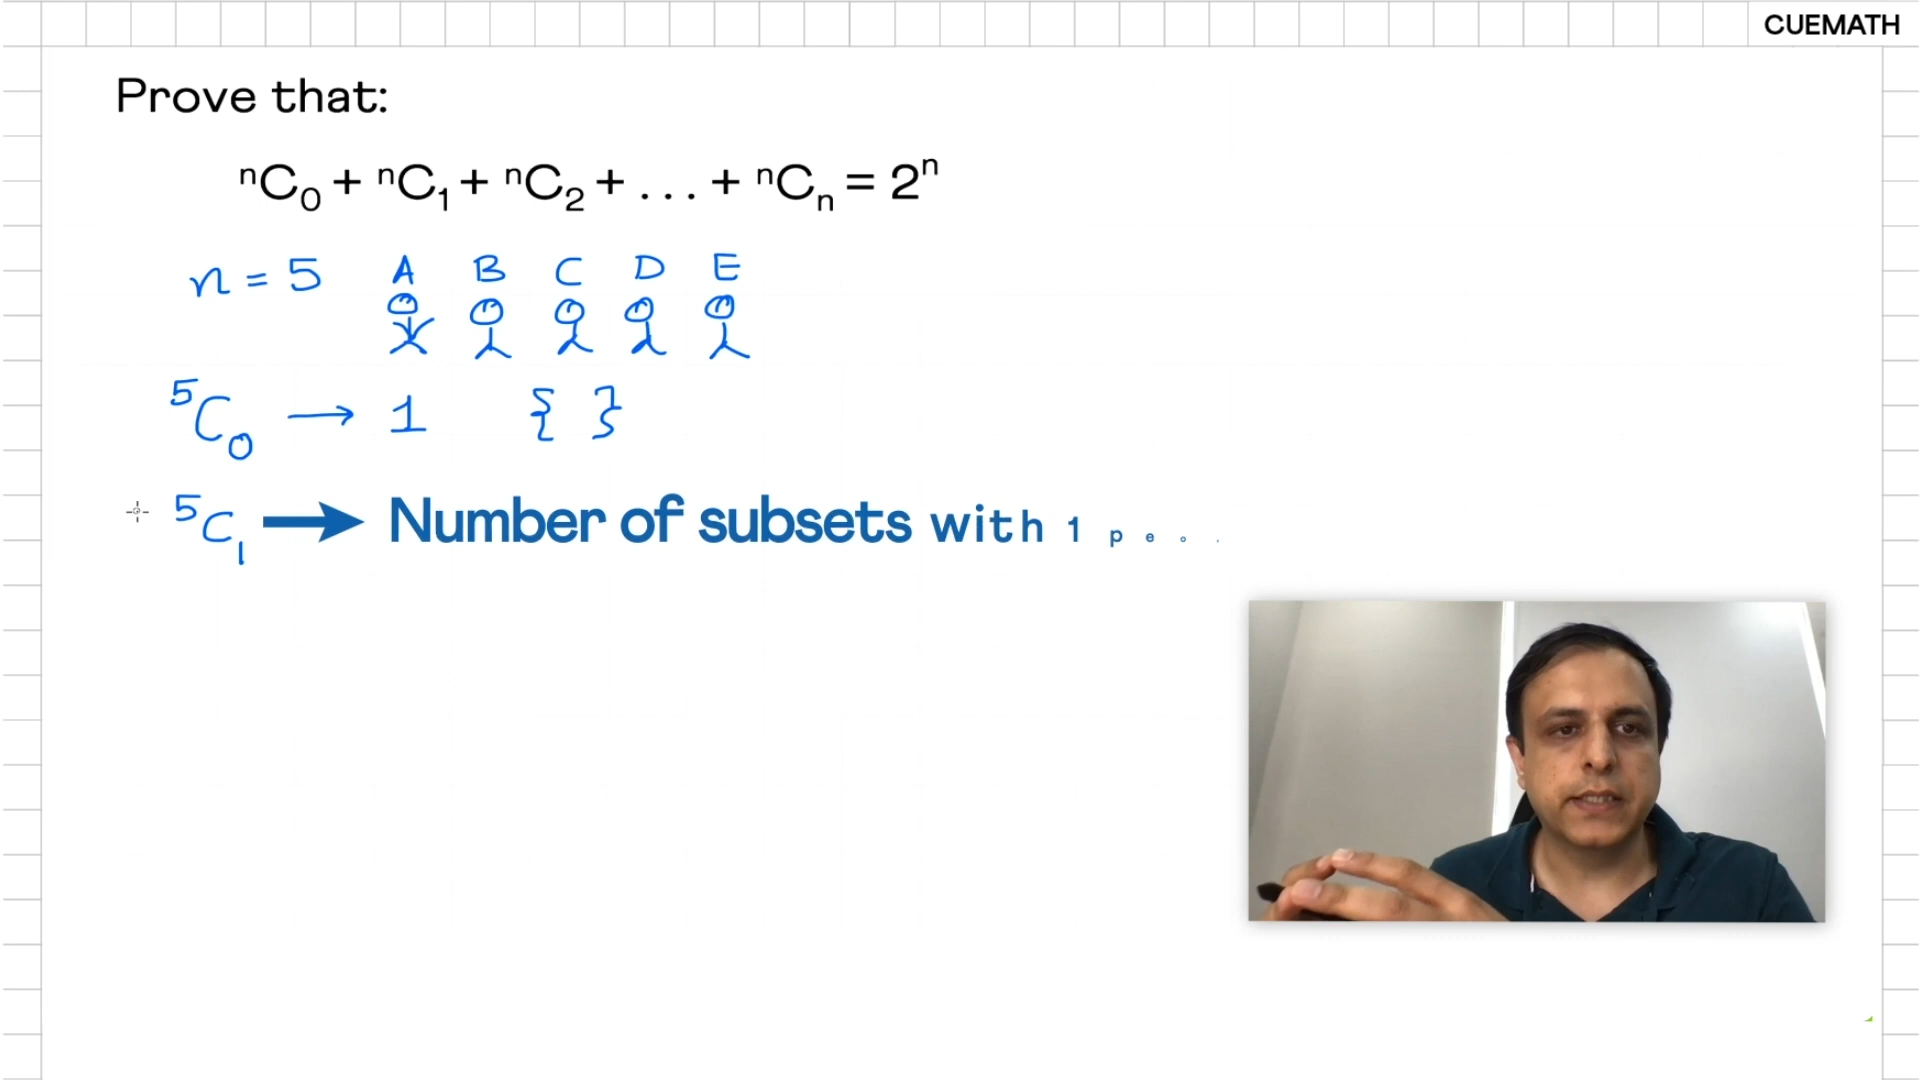 CUEMATH
Prove that:
ⁿC₀ + ⁿC₁ + ⁿC₂ + . . . + ⁿCₙ = 2ⁿ
n = 5 A B C D E
⁵C₀ → 1 { }
⁵C₁ → Number of subsets with 1 p e o .